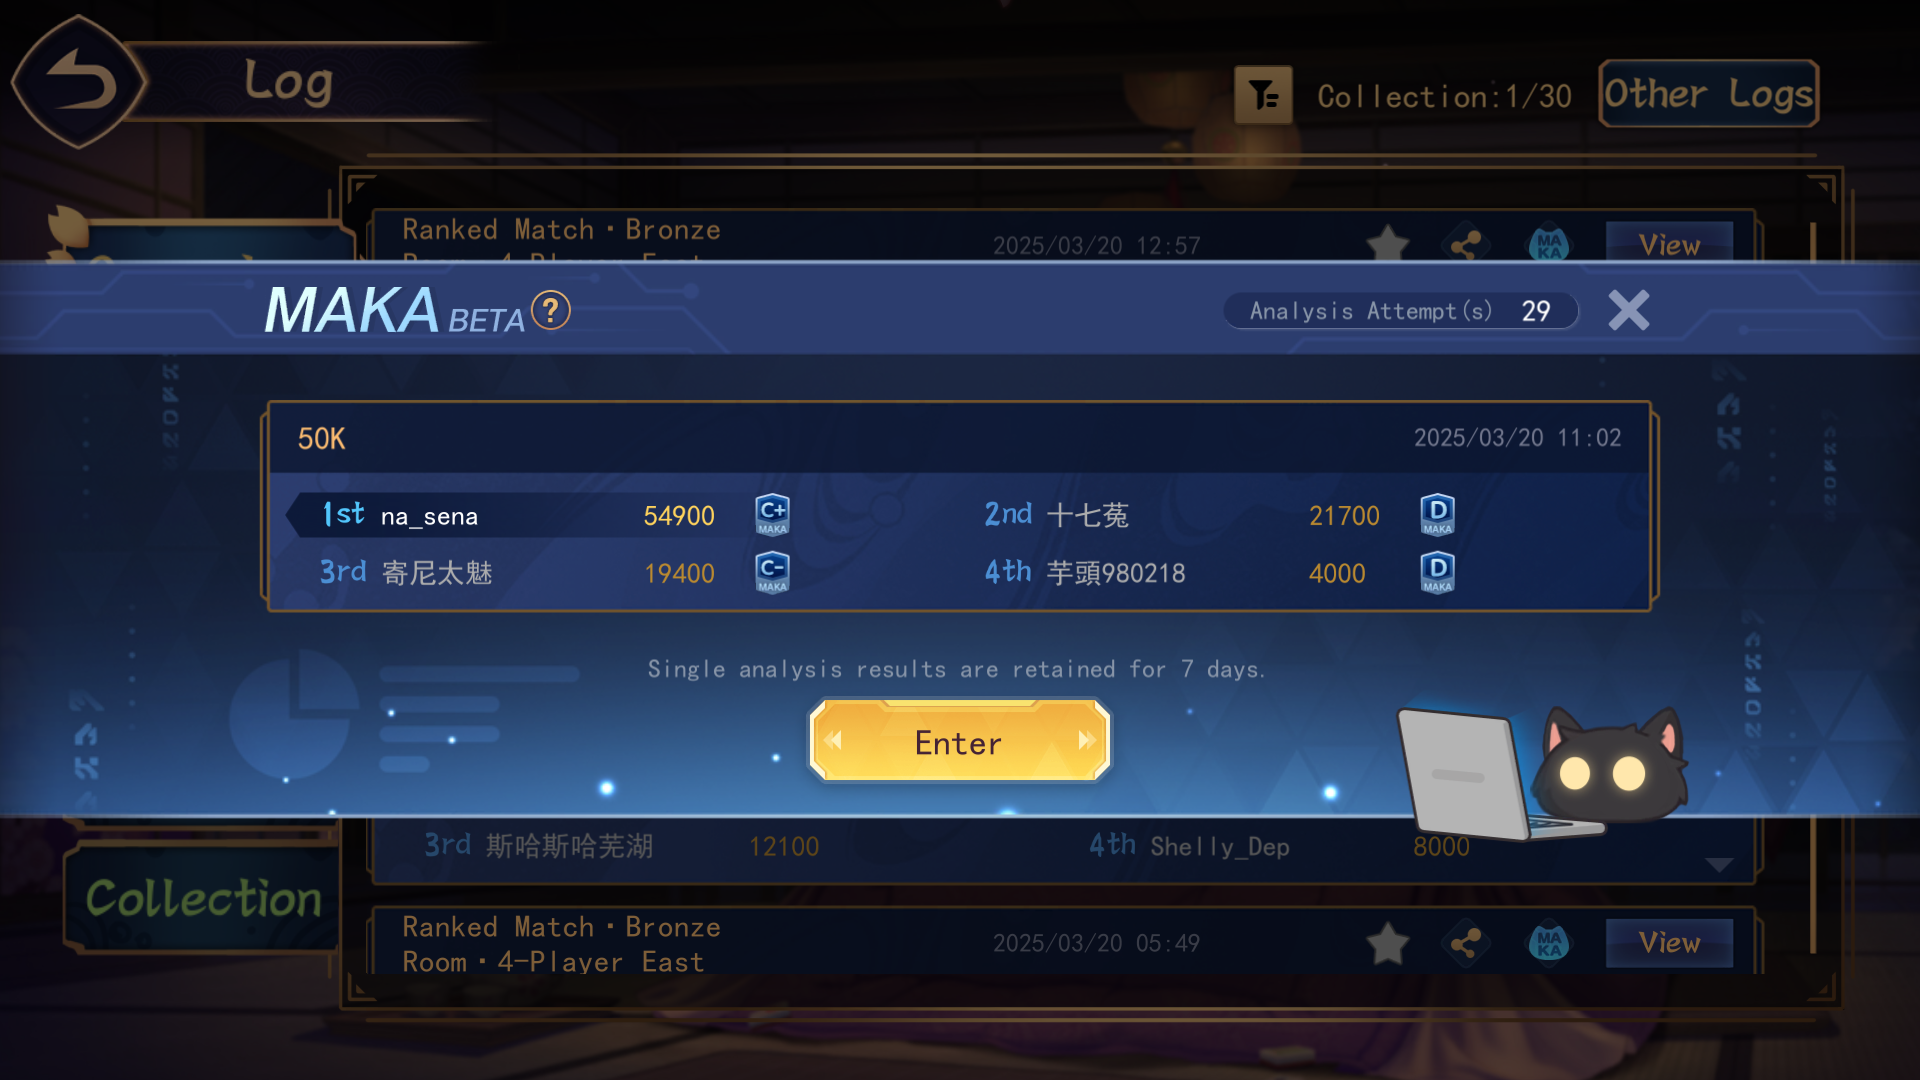 Log
Collection:1/30
Other Logs
Ranked Match・Bronze
2025/03/20 12:57
MA
KA
View
MAKA BETA ?
Analysis Attempt(s) 29
50K
2025/03/20 11:02
1st na_sena 54900 C+ MAKA
2nd 十七菟 21700 D MAKA
3rd 寄尼太魅 19400 C- MAKA
4th 芋頭980218 4000 D MAKA
Single analysis results are retained for 7 days.
Enter
3rd 斯哈斯哈芜湖 12100
4th Shelly_Dep 8000
Collection
Ranked Match・Bronze
Room・4-Player East
2025/03/20 05:49
MA
KA
View